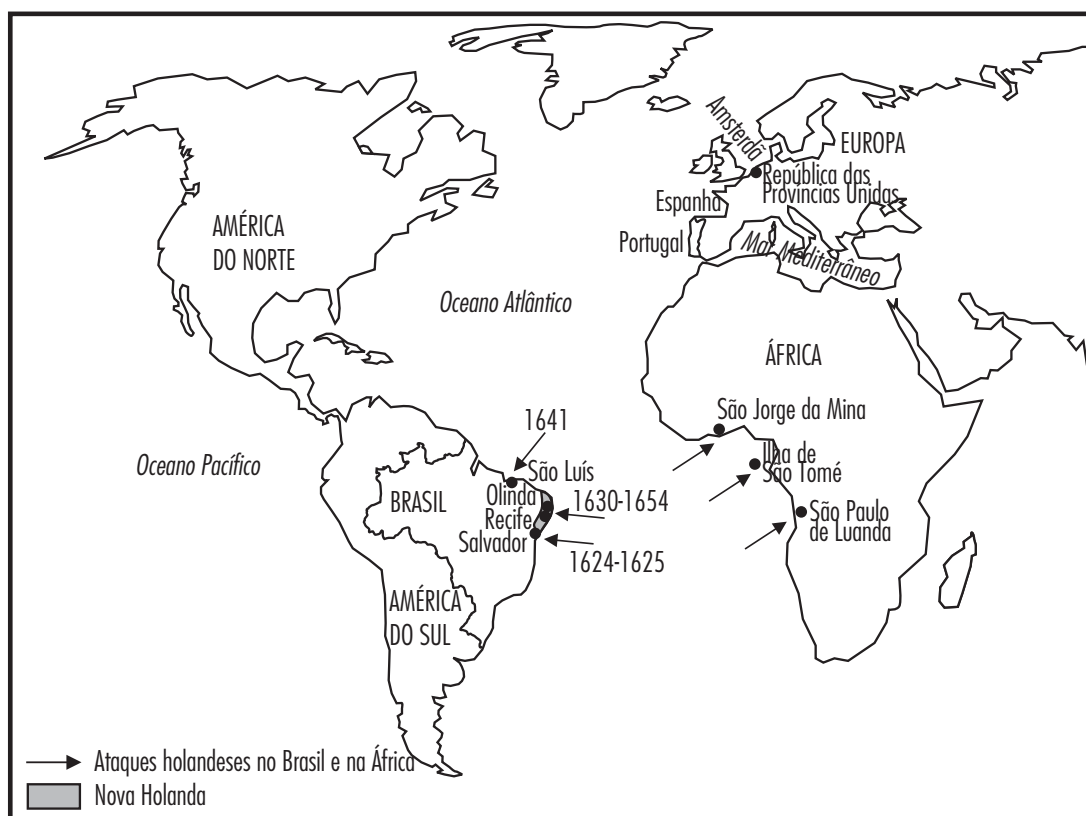 Amsterdã
EUROPA
República das
Províncias Unidas
Espanha
Portugal
Mar Mediterrâneo
AMÉRICA
DO NORTE
Oceano Atlântico
ÁFRICA
São Jorge da Mina
1641
Ilha de
São Tomé
Oceano Pacífico
São Luís
BRASIL
Olinda
1630-1654
Recife
São Paulo
de Luanda
Salvador
1624-1625
AMÉRICA
DO SUL
Ataques holandeses no Brasil e na África
Nova Holanda